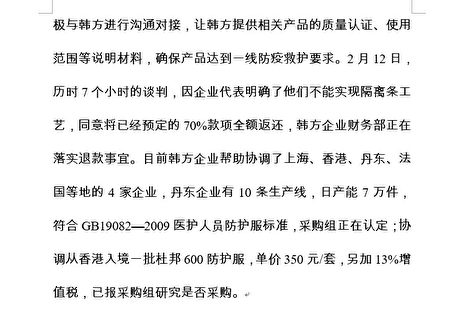 极与韩方进行沟通对接，让韩方提供相关产品的质量认证、使用
范围等说明材料，确保产品达到一线防疫救护要求。2 月 12 日，
历时 7 个小时的谈判，因企业代表明确了他们不能实现隔离条工
艺，同意将已经预定的 70%款项全额返还，韩方企业财务部正在
落实退款事宜。目前韩方企业帮助协调了上海、香港、丹东、法
国等地的 4 家企业，丹东企业有 10 条生产线，日产能 7 万件，
符合 GB19082—2009 医护人员防护服标准，采购组正在认定；协
调从香港入境一批杜邦 600 防护服，单价 350 元/套，另加 13%增
值税，已报采购组研究是否采购。